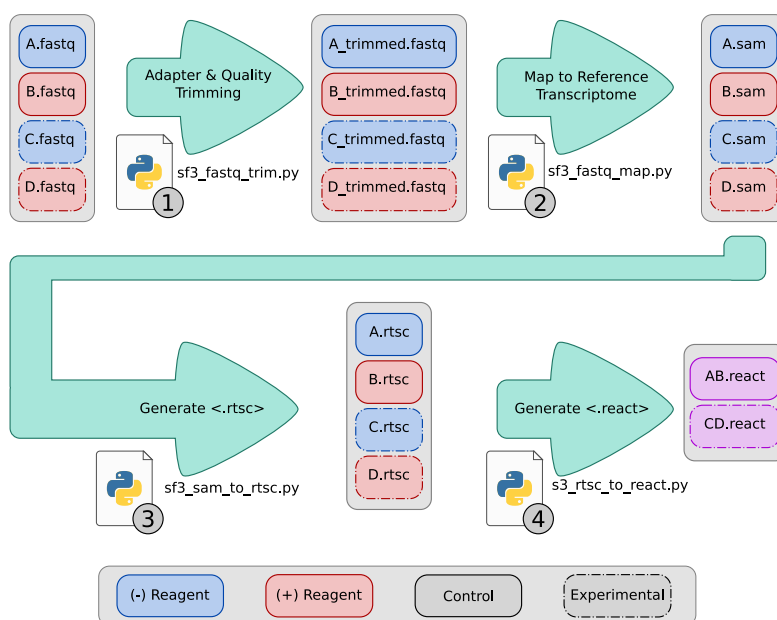 A.fastq
B.fastq
C.fastq
D.fastq
Adapter & Quality
Trimming
sf3_fastq_trim.py
1
A_trimmed.fastq
B_trimmed.fastq
C_trimmed.fastq
D_trimmed.fastq
Map to Reference
Transcriptome
sf3_fastq_map.py
2
A.sam
B.sam
C.sam
D.sam
Generate <.rtsc>
sf3_sam_to_rtsc.py
3
A.rtsc
B.rtsc
C.rtsc
D.rtsc
Generate <.react>
s3_rtsc_to_react.py
4
AB.react
CD.react
(-) Reagent
(+) Reagent
Control
Experimental